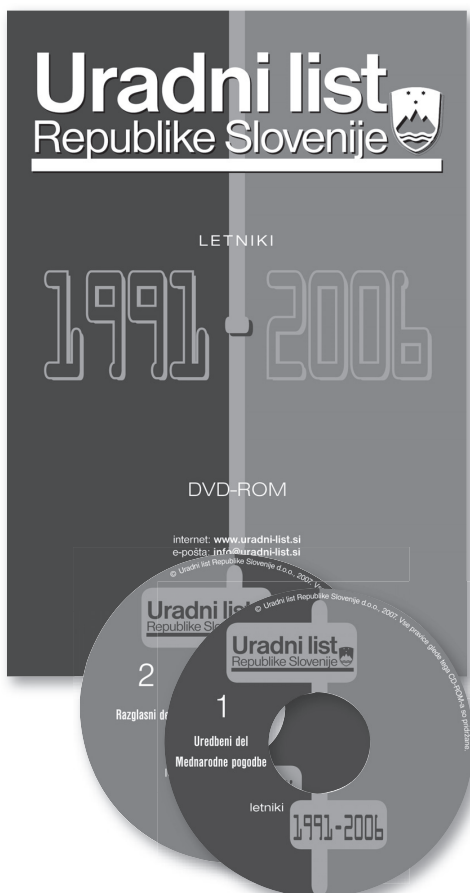 Uradni list
Republike Slovenije
LETNIKI
1991-2006
DVD-ROM
internet: www.uradni-list.si
e-pošta: info@uradni-list.si
© Uradni list Republike Slovenije d.o.o., 2007.
Uradni list
Republike
2
Razglasni
© Uradni list Republike Slovenije d.o.o., 2007. Vse pravice glede tega CD-ROM-a so pridržane.
Uradni list
Republike Slovenije
1
Uredbeni del
Mednarodne pogodbe
letniki
1991-2006